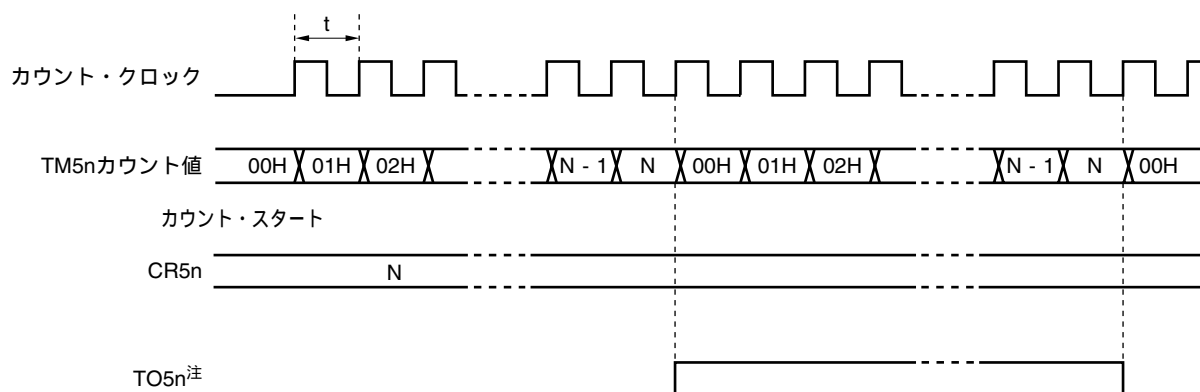 t
カウント・クロック
TM5nカウント値 00H 01H 02H N - 1 N 00H 01H 02H N - 1 N 00H
カウント・スタート
CR5n N
TO5n注